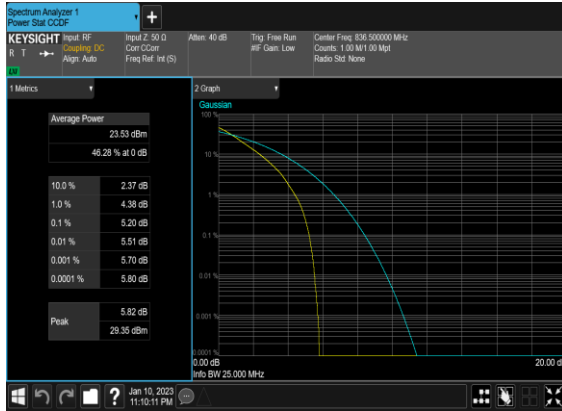 Spectrum Analyzer 1
Power Stat CCDF
KEYSIGHT
R T
LU
Input: RF
Coupling: DC
Align: Auto
Input Z: 50 Ω
Corr CCorr
Freq Ref: Int (S)
Atten: 40 dB
Trig: Free Run
#IF Gain: Low
Center Freq: 836.500000 MHz
Counts: 1.00 M/1.00 Mpt
Radio Std: None
1 Metrics
Average Power
23.53 dBm
46.28 % at 0 dB
10.0 % 2.37 dB
1.0 % 4.38 dB
0.1 % 5.20 dB
0.01 % 5.51 dB
0.001 % 5.70 dB
0.0001 % 5.80 dB
Peak
5.82 dB
29.35 dBm
2 Graph
Gaussian
100 %
10 %
1 %
0.1 %
0.01 %
0.001 %
0.0001 %
0.00 dB
20.00 d
Info BW 25.000 MHz
?
Jan 10, 2023
11:10:11 PM